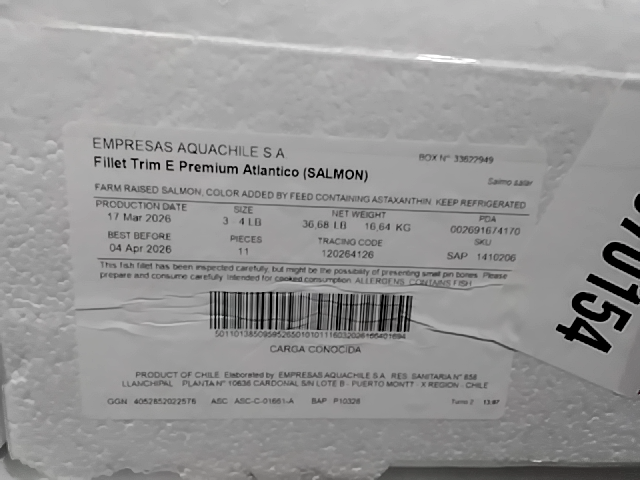 EMPRESAS AQUACHILE S.A
BOX N° 33622949
Fillet Trim E Premium Atlantico (SALMON)
Salmo salar
FARM RAISED SALMON, COLOR ADDED BY FEED CONTAINING ASTAXANTHIN KEEP REFRIGERATED
PRODUCTION DATE SIZE NET WEIGHT FDA
17 Mar 2026 3 - 4 LB 36,68 LB 16,64 KG 002691674170
BEST BEFORE PIECES TRACING CODE SKU
04 Apr 2026 11 120264126 SAP 1410206
This fish fillet has been inspected carefully, but might be the possibility of presenting small pin bones. Please
prepare and consume carefully. Intended for cooked consumption. ALLERGENS: CONTAINS FISH
CARGA CONOCIDA
PRODUCT OF CHILE. Elaborated by EMPRESAS AQUACHILE S.A RES. SANITARIA N° 858
LLANCHIPAL PLANTA N° 10636 CARDONAL S/N LOTE B - PUERTO MONTT - X REGION - CHILE
GGN 4052852022576 ASC ASC-C-01661-A BAP P10326 Turno 2
0154